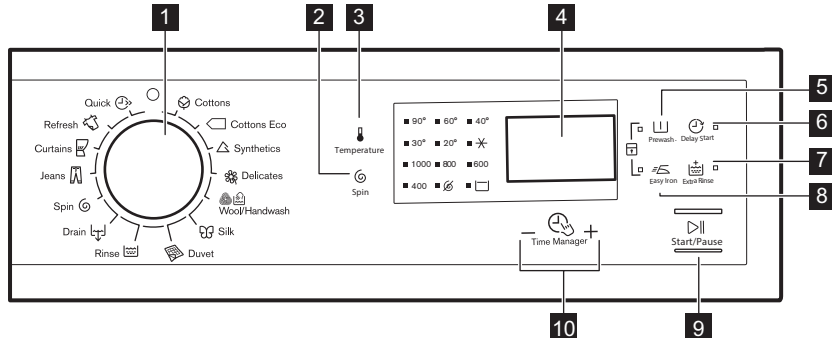 1
2
3
4
5
6
7
8
9
10
Quick
Cottons
Refresh
Cottons Eco
Curtains
Synthetics
Jeans
Delicates
Spin
Wool/Handwash
Drain
Silk
Rinse
Duvet
Temperature
Spin
90° 60° 40°
30° 20°
1000 800 600
400
Prewash
Delay Start
Easy Iron
Extra Rinse
Time Manager
Start/Pause